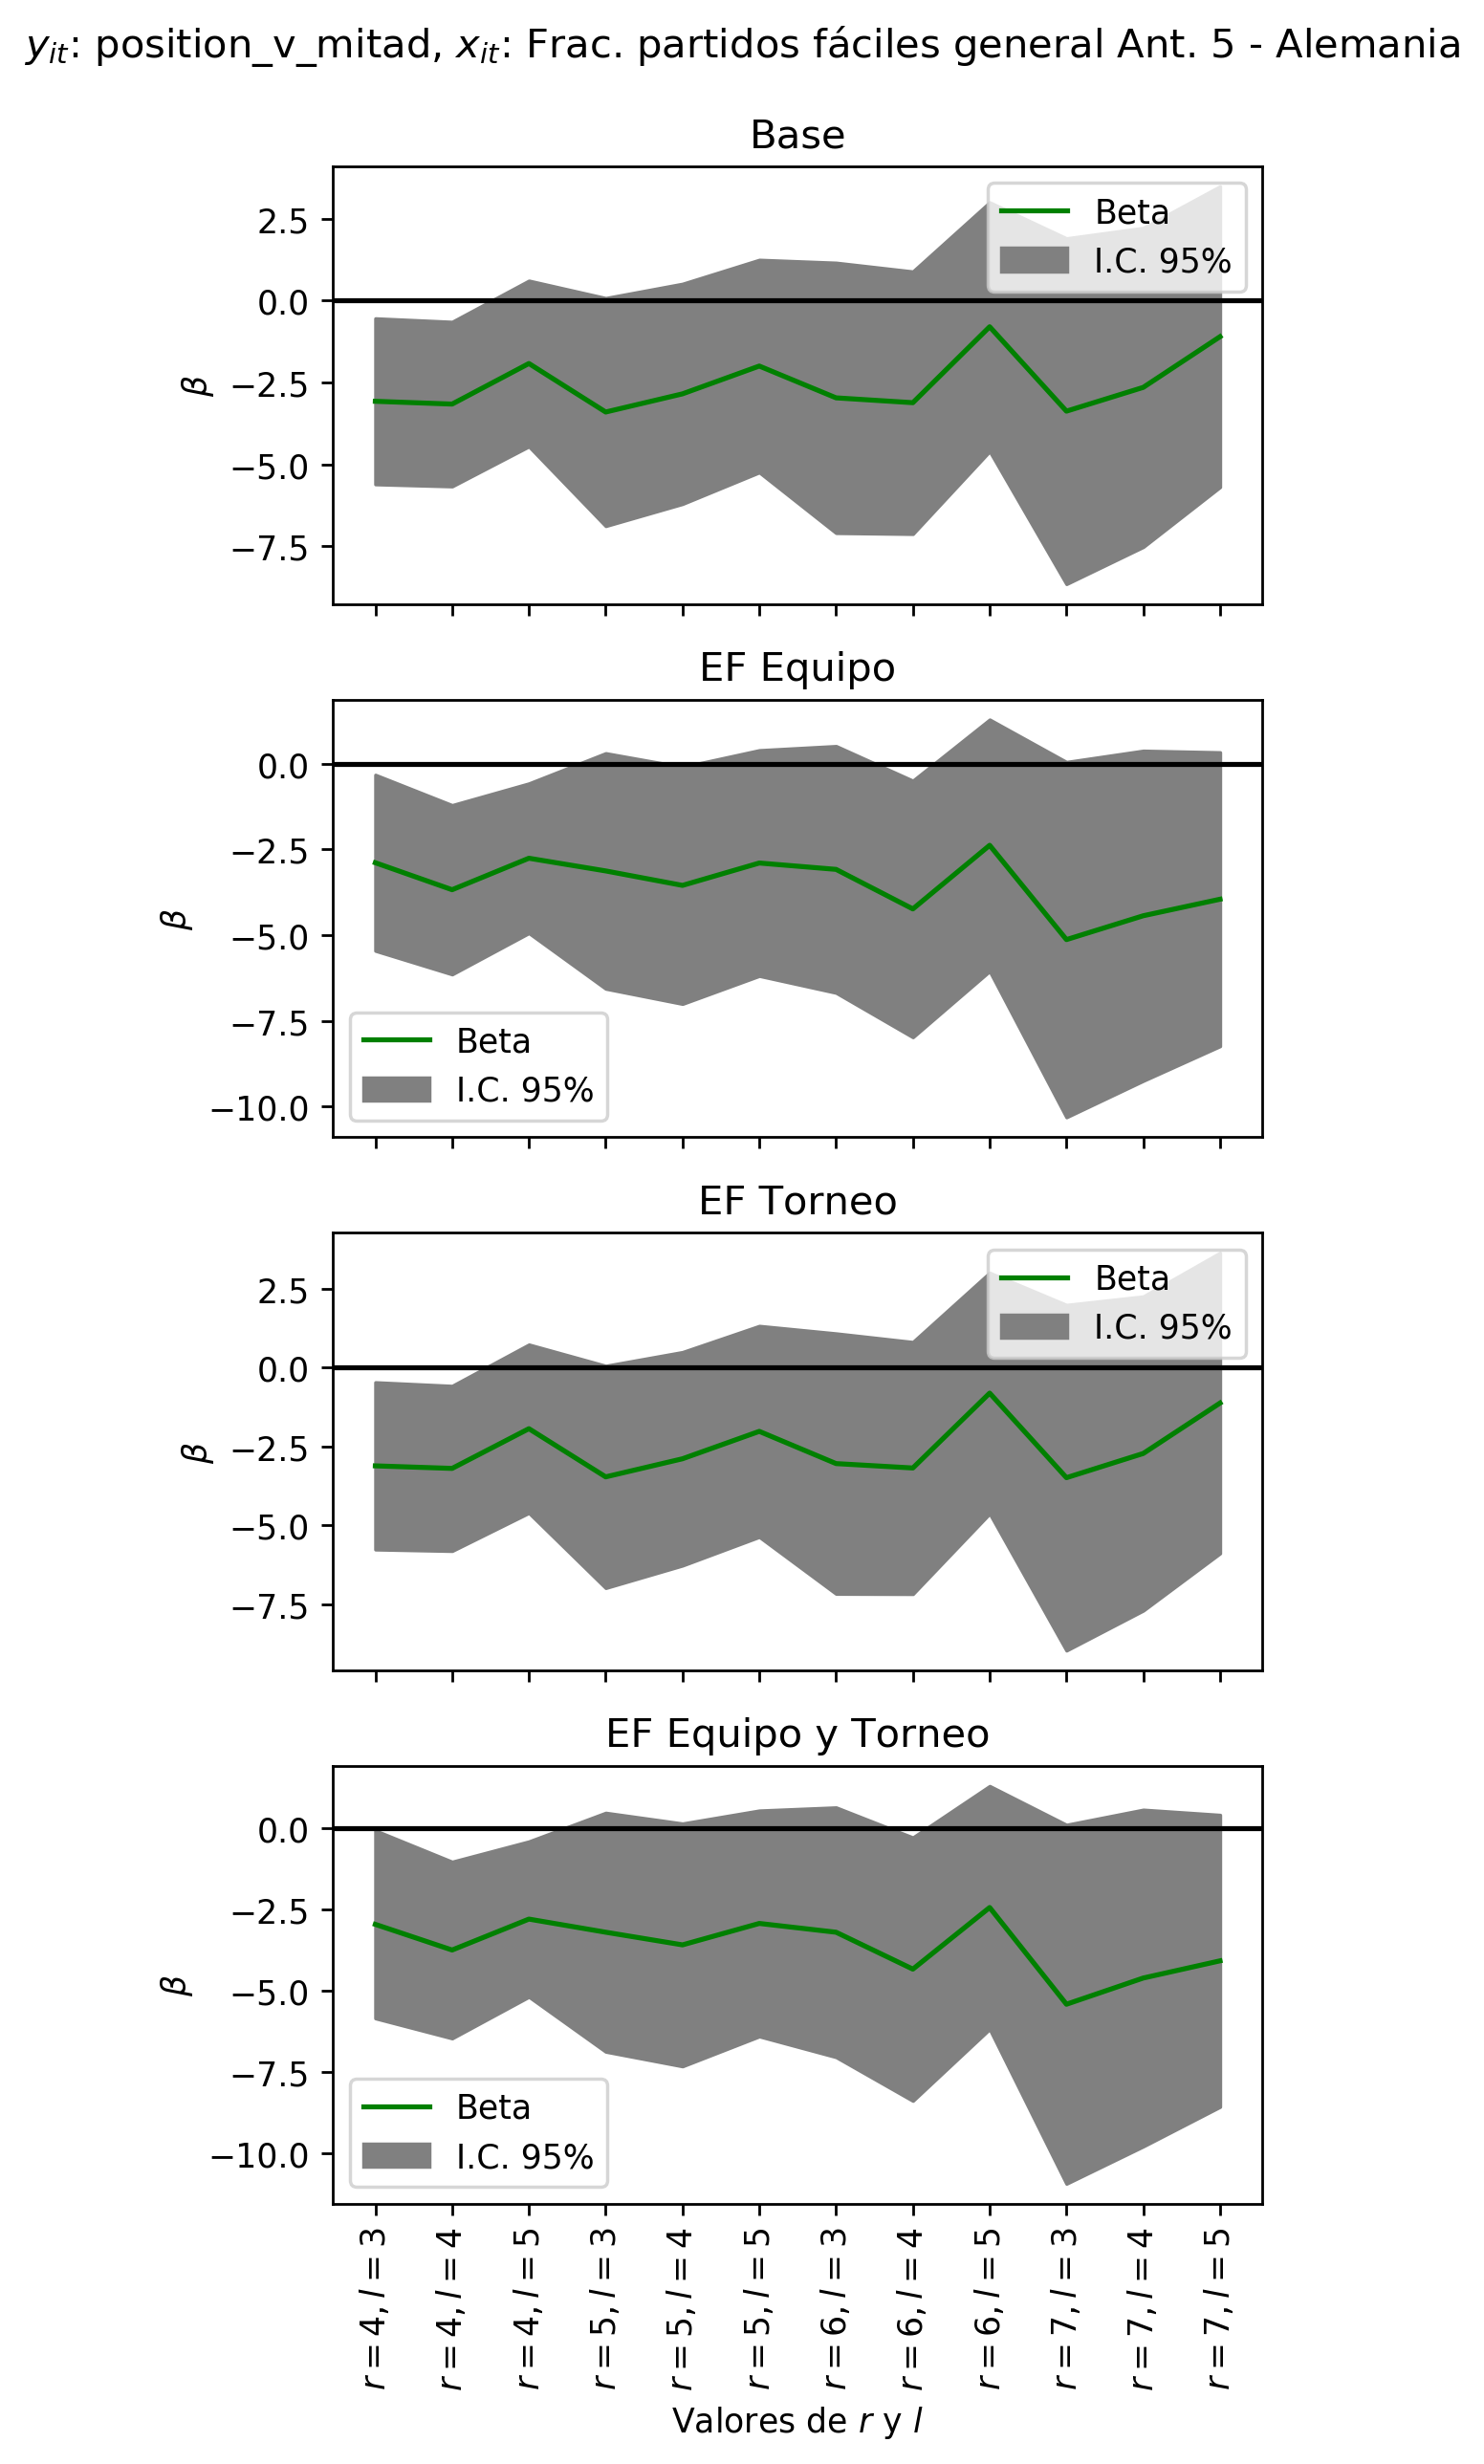 y_it: position_v_mitad, x_it: Frac. partidos fáciles general Ant. 5 - Alemania
Base
Beta
I.C. 95%
2.5
0.0
−2.5
−5.0
−7.5
β
EF Equipo
0.0
−2.5
−5.0
−7.5
−10.0
β
Beta
I.C. 95%
EF Torneo
Beta
I.C. 95%
2.5
0.0
−2.5
−5.0
−7.5
β
EF Equipo y Torneo
0.0
−2.5
−5.0
−7.5
−10.0
β
Beta
I.C. 95%
r = 4, l = 3
r = 4, l = 4
r = 4, l = 5
r = 5, l = 3
r = 5, l = 4
r = 5, l = 5
r = 6, l = 3
r = 6, l = 4
r = 6, l = 5
r = 7, l = 3
r = 7, l = 4
r = 7, l = 5
Valores de r y l